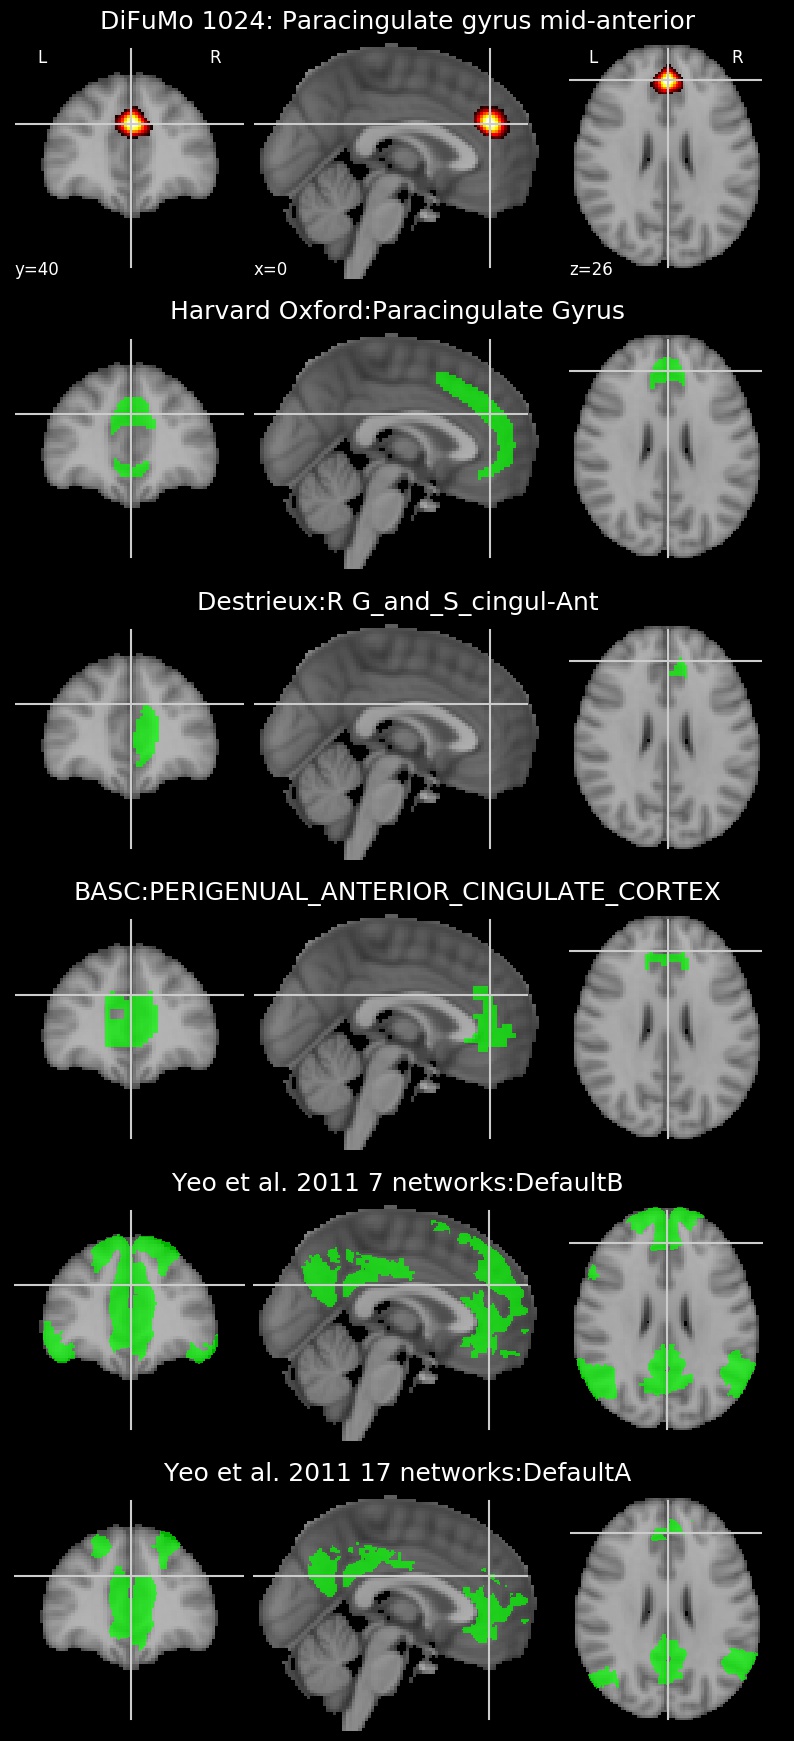 DiFuMo 1024: Paracingulate gyrus mid-anterior
L R L R
y=40 x=0 z=26
Harvard Oxford:Paracingulate Gyrus
Destrieux:R G_and_S_cingul-Ant
BASC:PERIGENUAL_ANTERIOR_CINGULATE_CORTEX
Yeo et al. 2011 7 networks:DefaultB
Yeo et al. 2011 17 networks:DefaultA